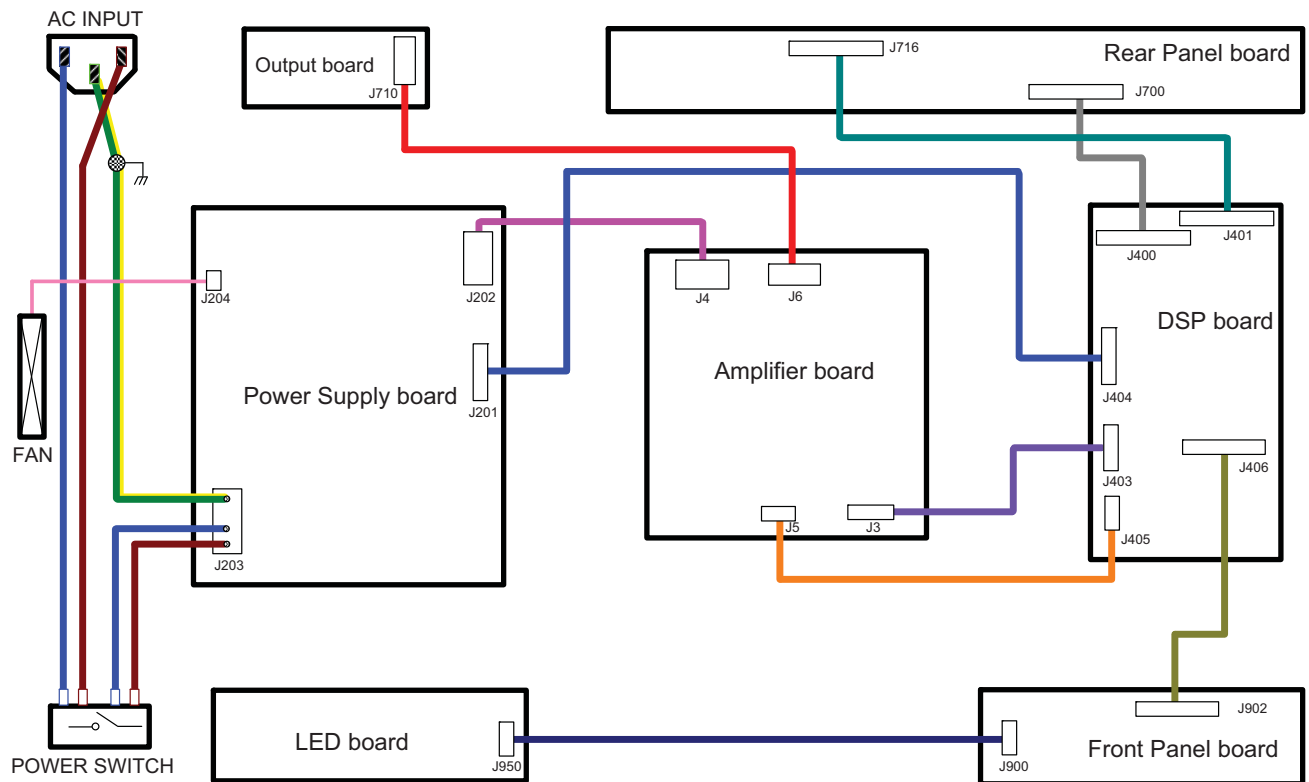 AC INPUT
Output board
J710
J716
Rear Panel board
J700
J401
J400
J204
J202
J4
J6
DSP board
Power Supply board
J201
Amplifier board
J404
FAN
J403
J406
J5
J3
J405
J203
J902
LED board
J950
J900
Front Panel board
POWER SWITCH